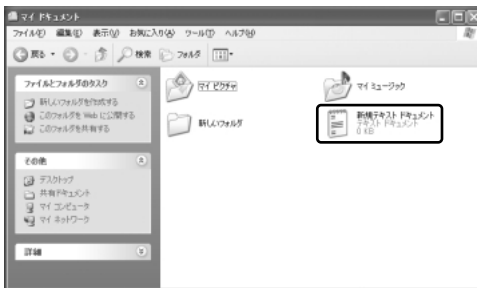 マイ ドキュメント
ファイル(F) 編集(E) 表示(V) お気に入り(A) ツール(T) ヘルプ(H)
戻る 検索 フォルダ
ファイルとフォルダのタスク
新しいフォルダを作成する
このフォルダを Web に公開する
このフォルダを共有する
その他
デスクトップ
共有ドキュメント
マイ コンピュータ
マイ ネットワーク
詳細
マイ ピクチャ
マイ ミュージック
新しいフォルダ
新規テキスト ドキュメント
テキスト ドキュメント
0 KB